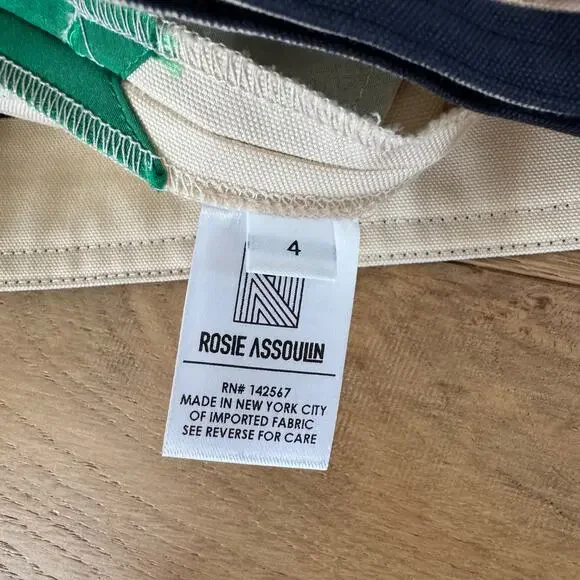 4
ROSIE ASSOULIN
RN# 142567
MADE IN NEW YORK CITY
OF IMPORTED FABRIC
SEE REVERSE FOR CARE